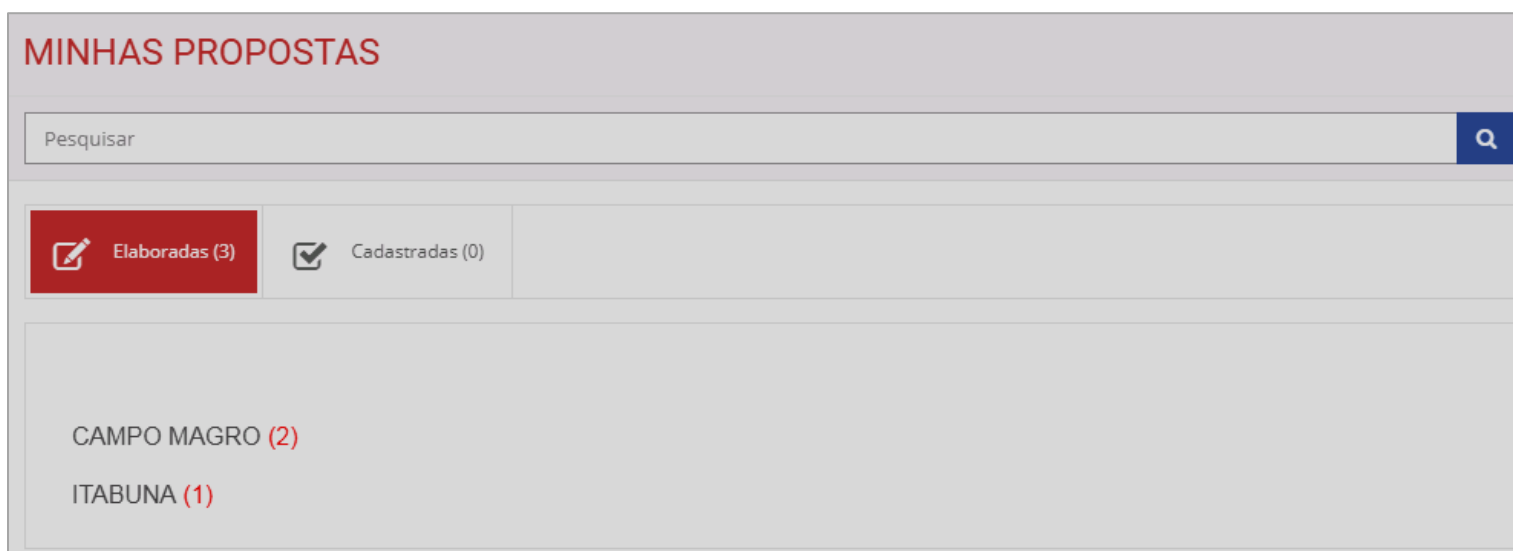 MINHAS PROPOSTAS
Pesquisar
Elaboradas (3) Cadastradas (0)
CAMPO MAGRO (2)
ITABUNA (1)